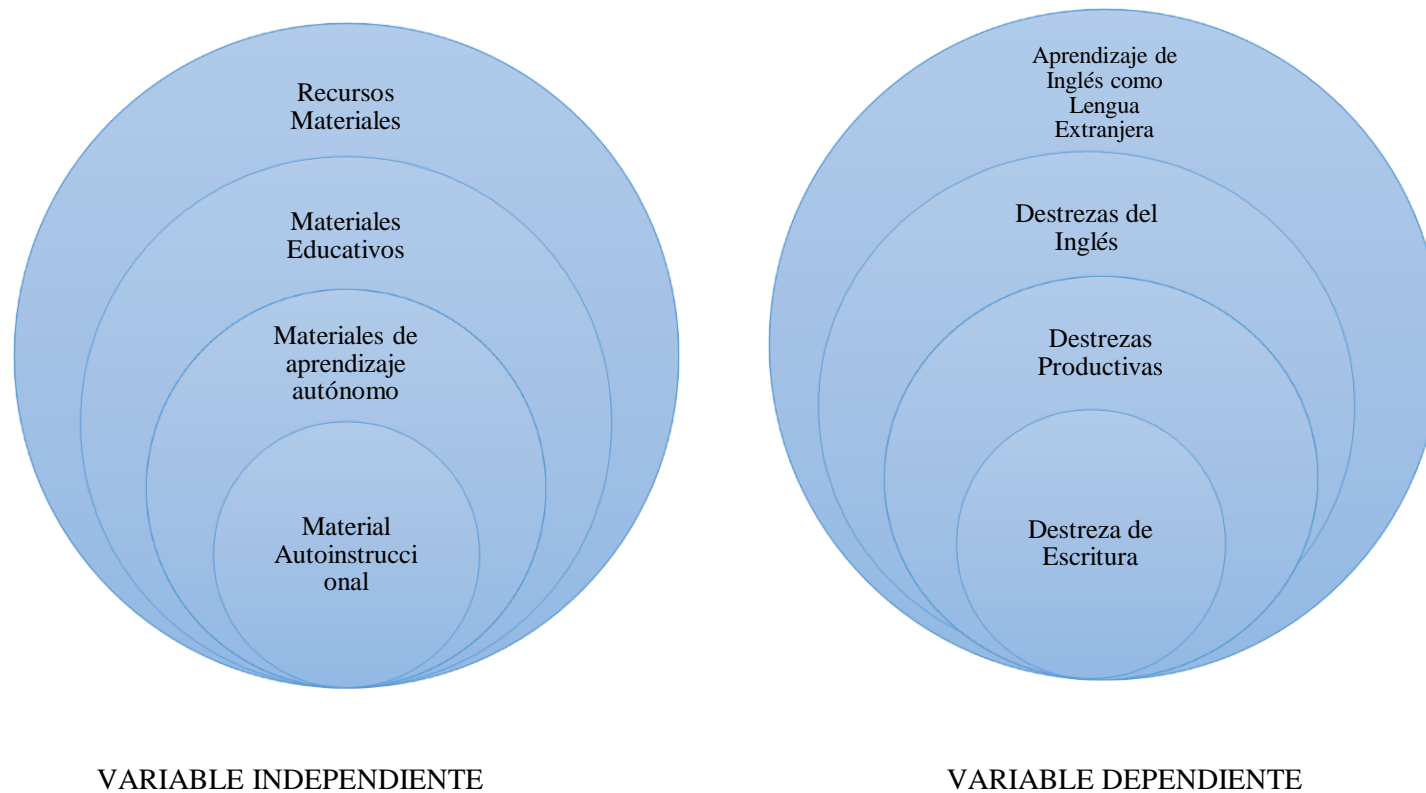 Recursos
Materiales
Materiales
Educativos
Materiales de
aprendizaje
autónomo
Material
Autoinstrucci
onal
VARIABLE INDEPENDIENTE
Aprendizaje de
Inglés como
Lengua
Extranjera
Destrezas del
Inglés
Destrezas
Productivas
Destreza de
Escritura
VARIABLE DEPENDIENTE